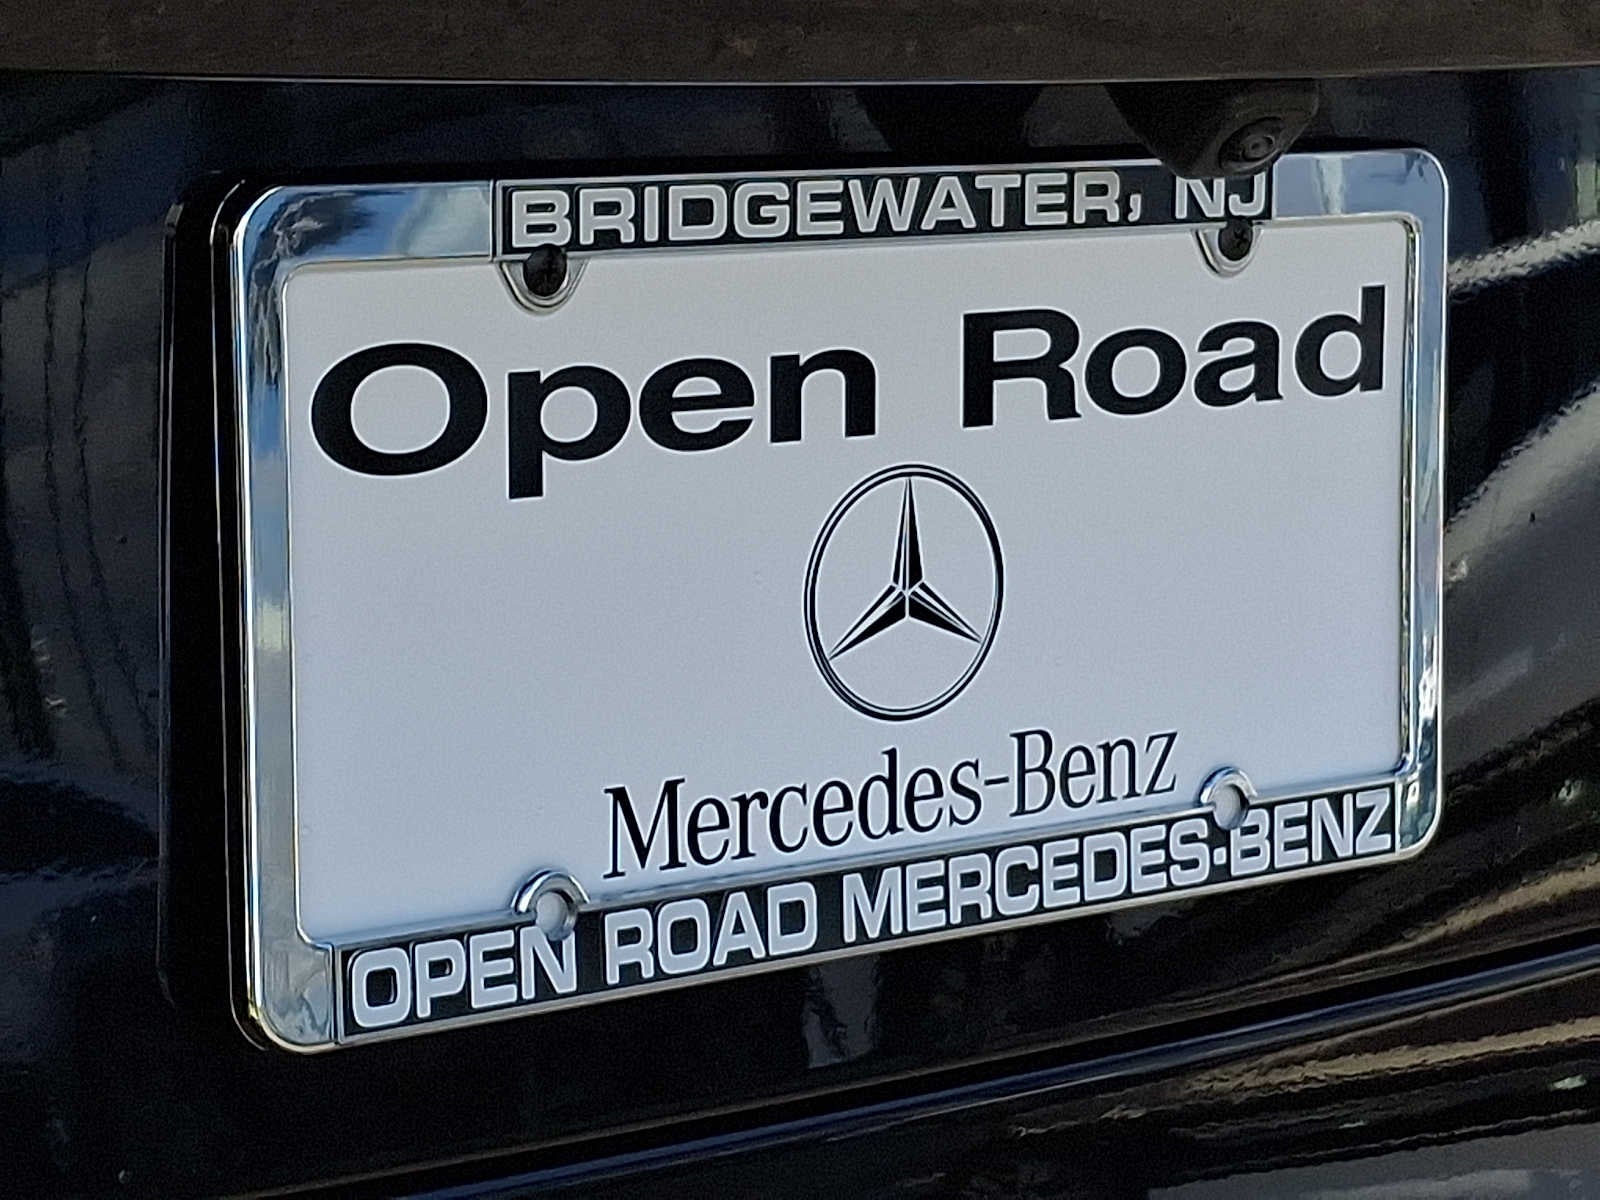 BRIDGEWATER, NJ
Open Road
Mercedes-Benz
OPEN ROAD MERCEDES-BENZ